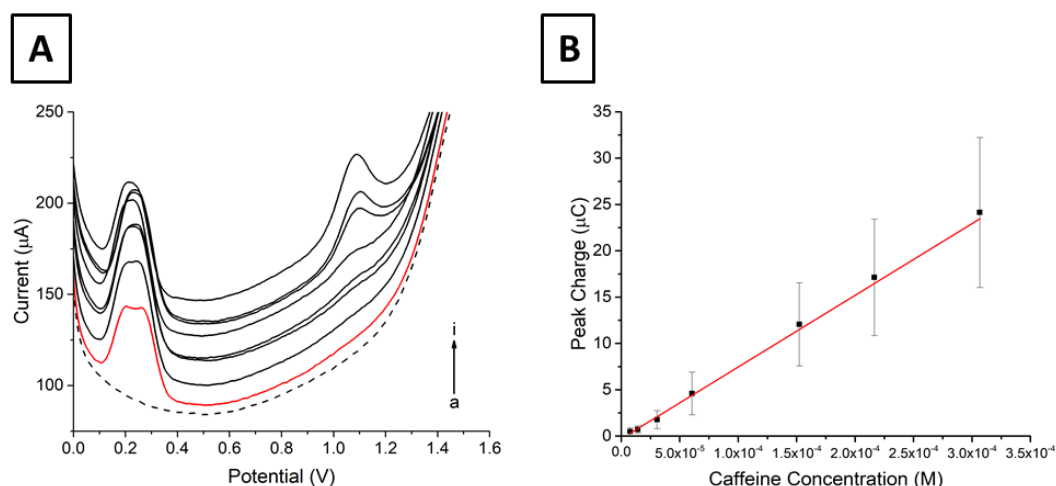 A
250
200
150
100
Current (μA)
i
a
0.0 0.2 0.4 0.6 0.8 1.0 1.2 1.4 1.6
Potential (V)
B
35
30
25
20
15
10
5
0
Peak Charge (μC)
0.0 5.0x10⁻⁵ 1.0x10⁻⁴ 1.5x10⁻⁴ 2.0x10⁻⁴ 2.5x10⁻⁴ 3.0x10⁻⁴ 3.5x10⁻⁴
Caffeine Concentration (M)